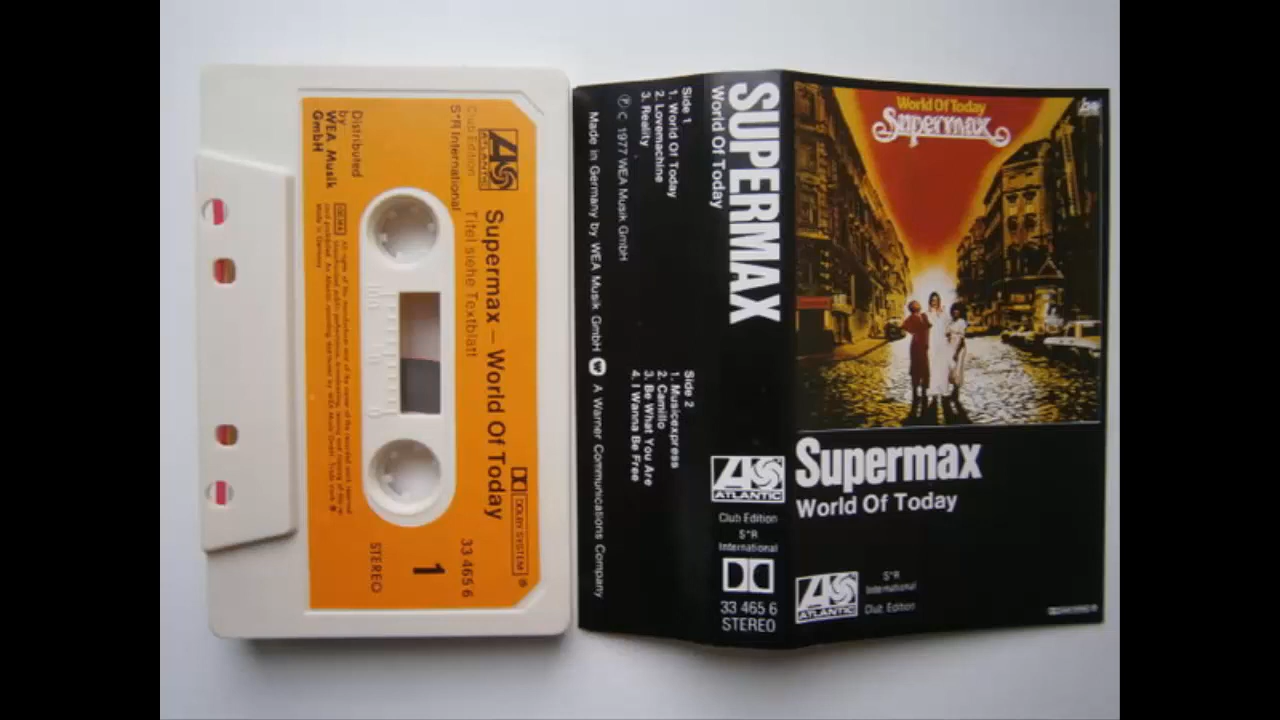 ATLANTIC
Club Edition
S*R International
Titel siehe Textblatt
Supermax – World Of Today
Distributed
by
WEA Musik
GmbH
GEMA
DOLBY SYSTEM
33 465 6
1
STEREO
Made in Germany by WEA Musik GmbH A Warner Communications Company
℗ © 1977 WEA Musik GmbH
Side 1
1. World Of Today
2. Lovemachine
3. Reality
Side 2
1. Musicexpress
2. Camillo
3. Be What You Are
4. I Wanna Be Free
SUPERMAX
World Of Today
ATLANTIC
Club Edition
S*R
International
33 465 6
STEREO
World Of Today
Supermax
Supermax
World Of Today
ATLANTIC
S*R
International
Club Edition